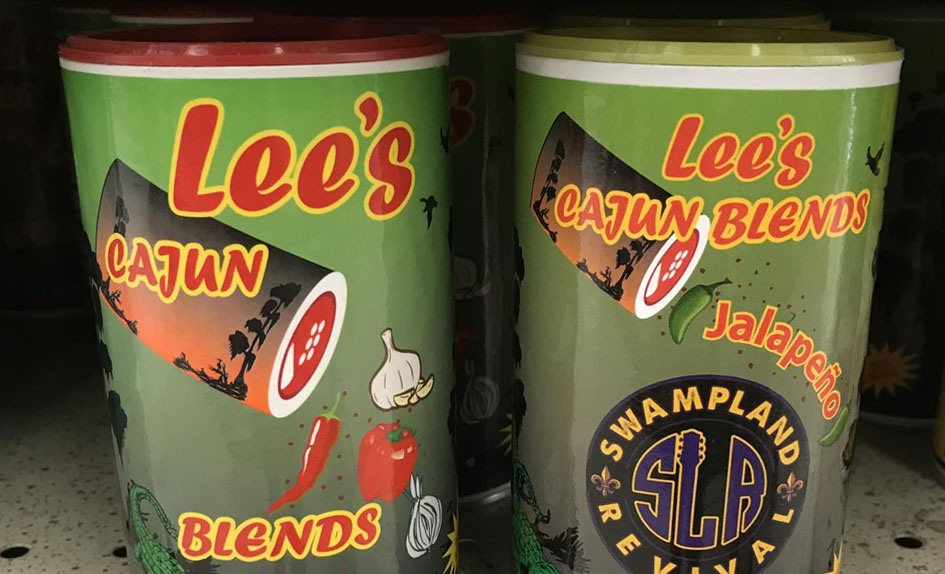 Lee's
CAJUN
BLENDS
Lee's
CAJUN BLENDS
Jalapeño
SWAMPLAND
SLR
REVIVAL